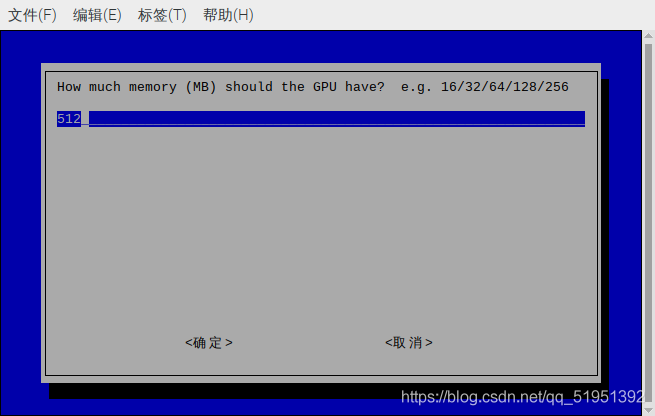 文件(F) 编辑(E) 标签(T) 帮助(H)
How much memory (MB) should the GPU have? e.g. 16/32/64/128/256
512
<确定> <取消>
https://blog.csdn.net/qq_51951392